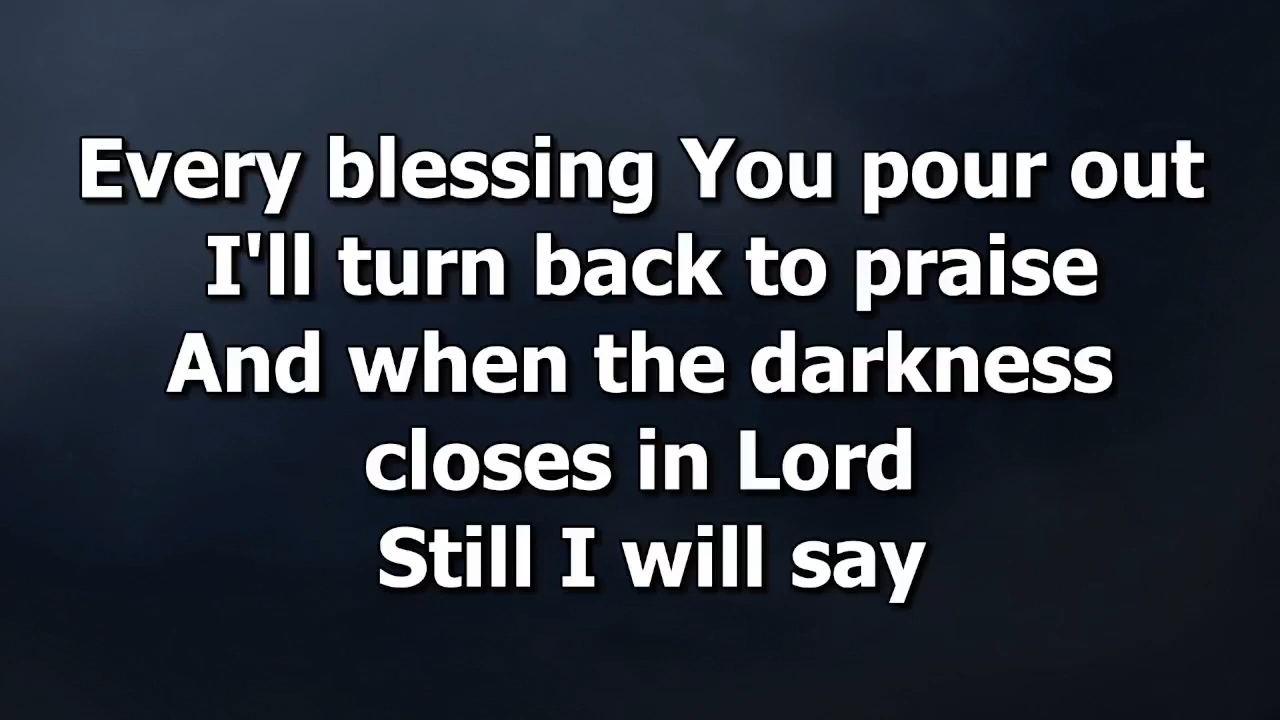 Every blessing You pour out
I'll turn back to praise
And when the darkness
closes in Lord
Still I will say